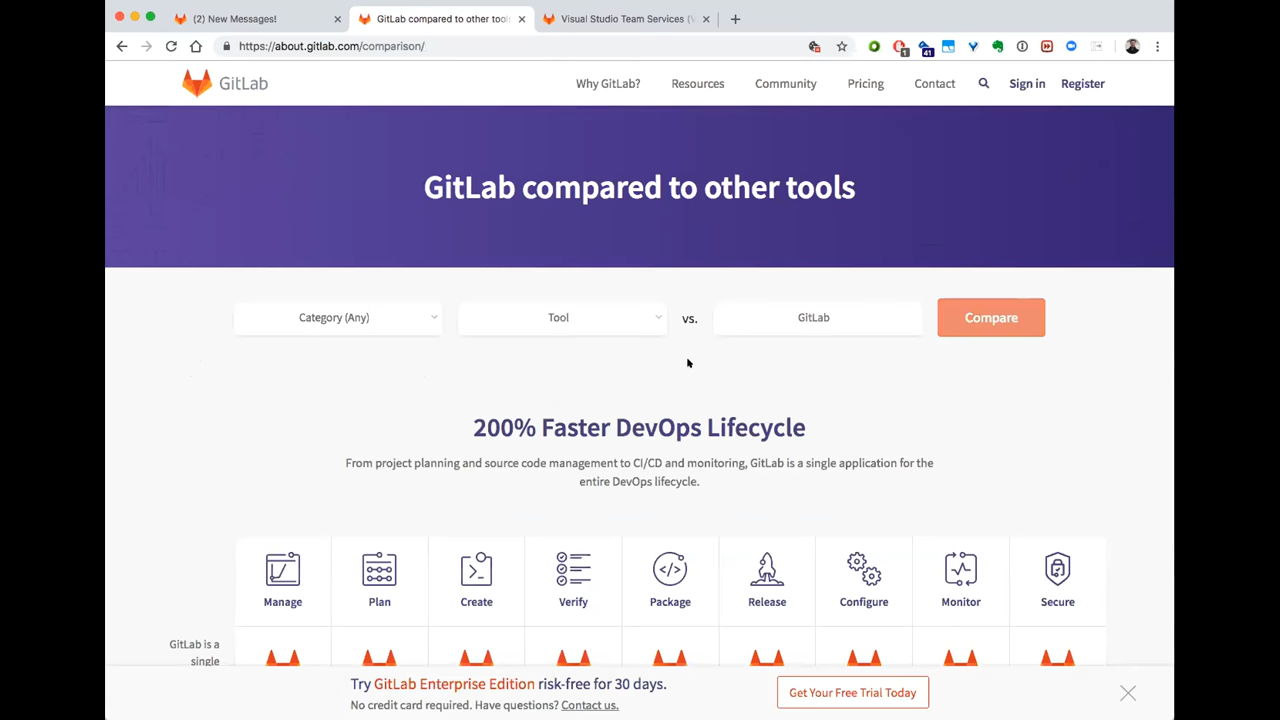 (2) New Messages!
GitLab compared to other tool
Visual Studio Team Services (V
https://about.gitlab.com/comparison/
1
41
GitLab
Why GitLab?
Resources
Community
Pricing
Contact
Sign in
Register
GitLab compared to other tools
Category (Any)
Tool
vs.
GitLab
Compare
200% Faster DevOps Lifecycle
From project planning and source code management to CI/CD and monitoring, GitLab is a single application for the
entire DevOps lifecycle.
Manage
Plan
Create
Verify
Package
Release
Configure
Monitor
Secure
GitLab is a
single
Try GitLab Enterprise Edition risk-free for 30 days.
No credit card required. Have questions? Contact us.
Get Your Free Trial Today